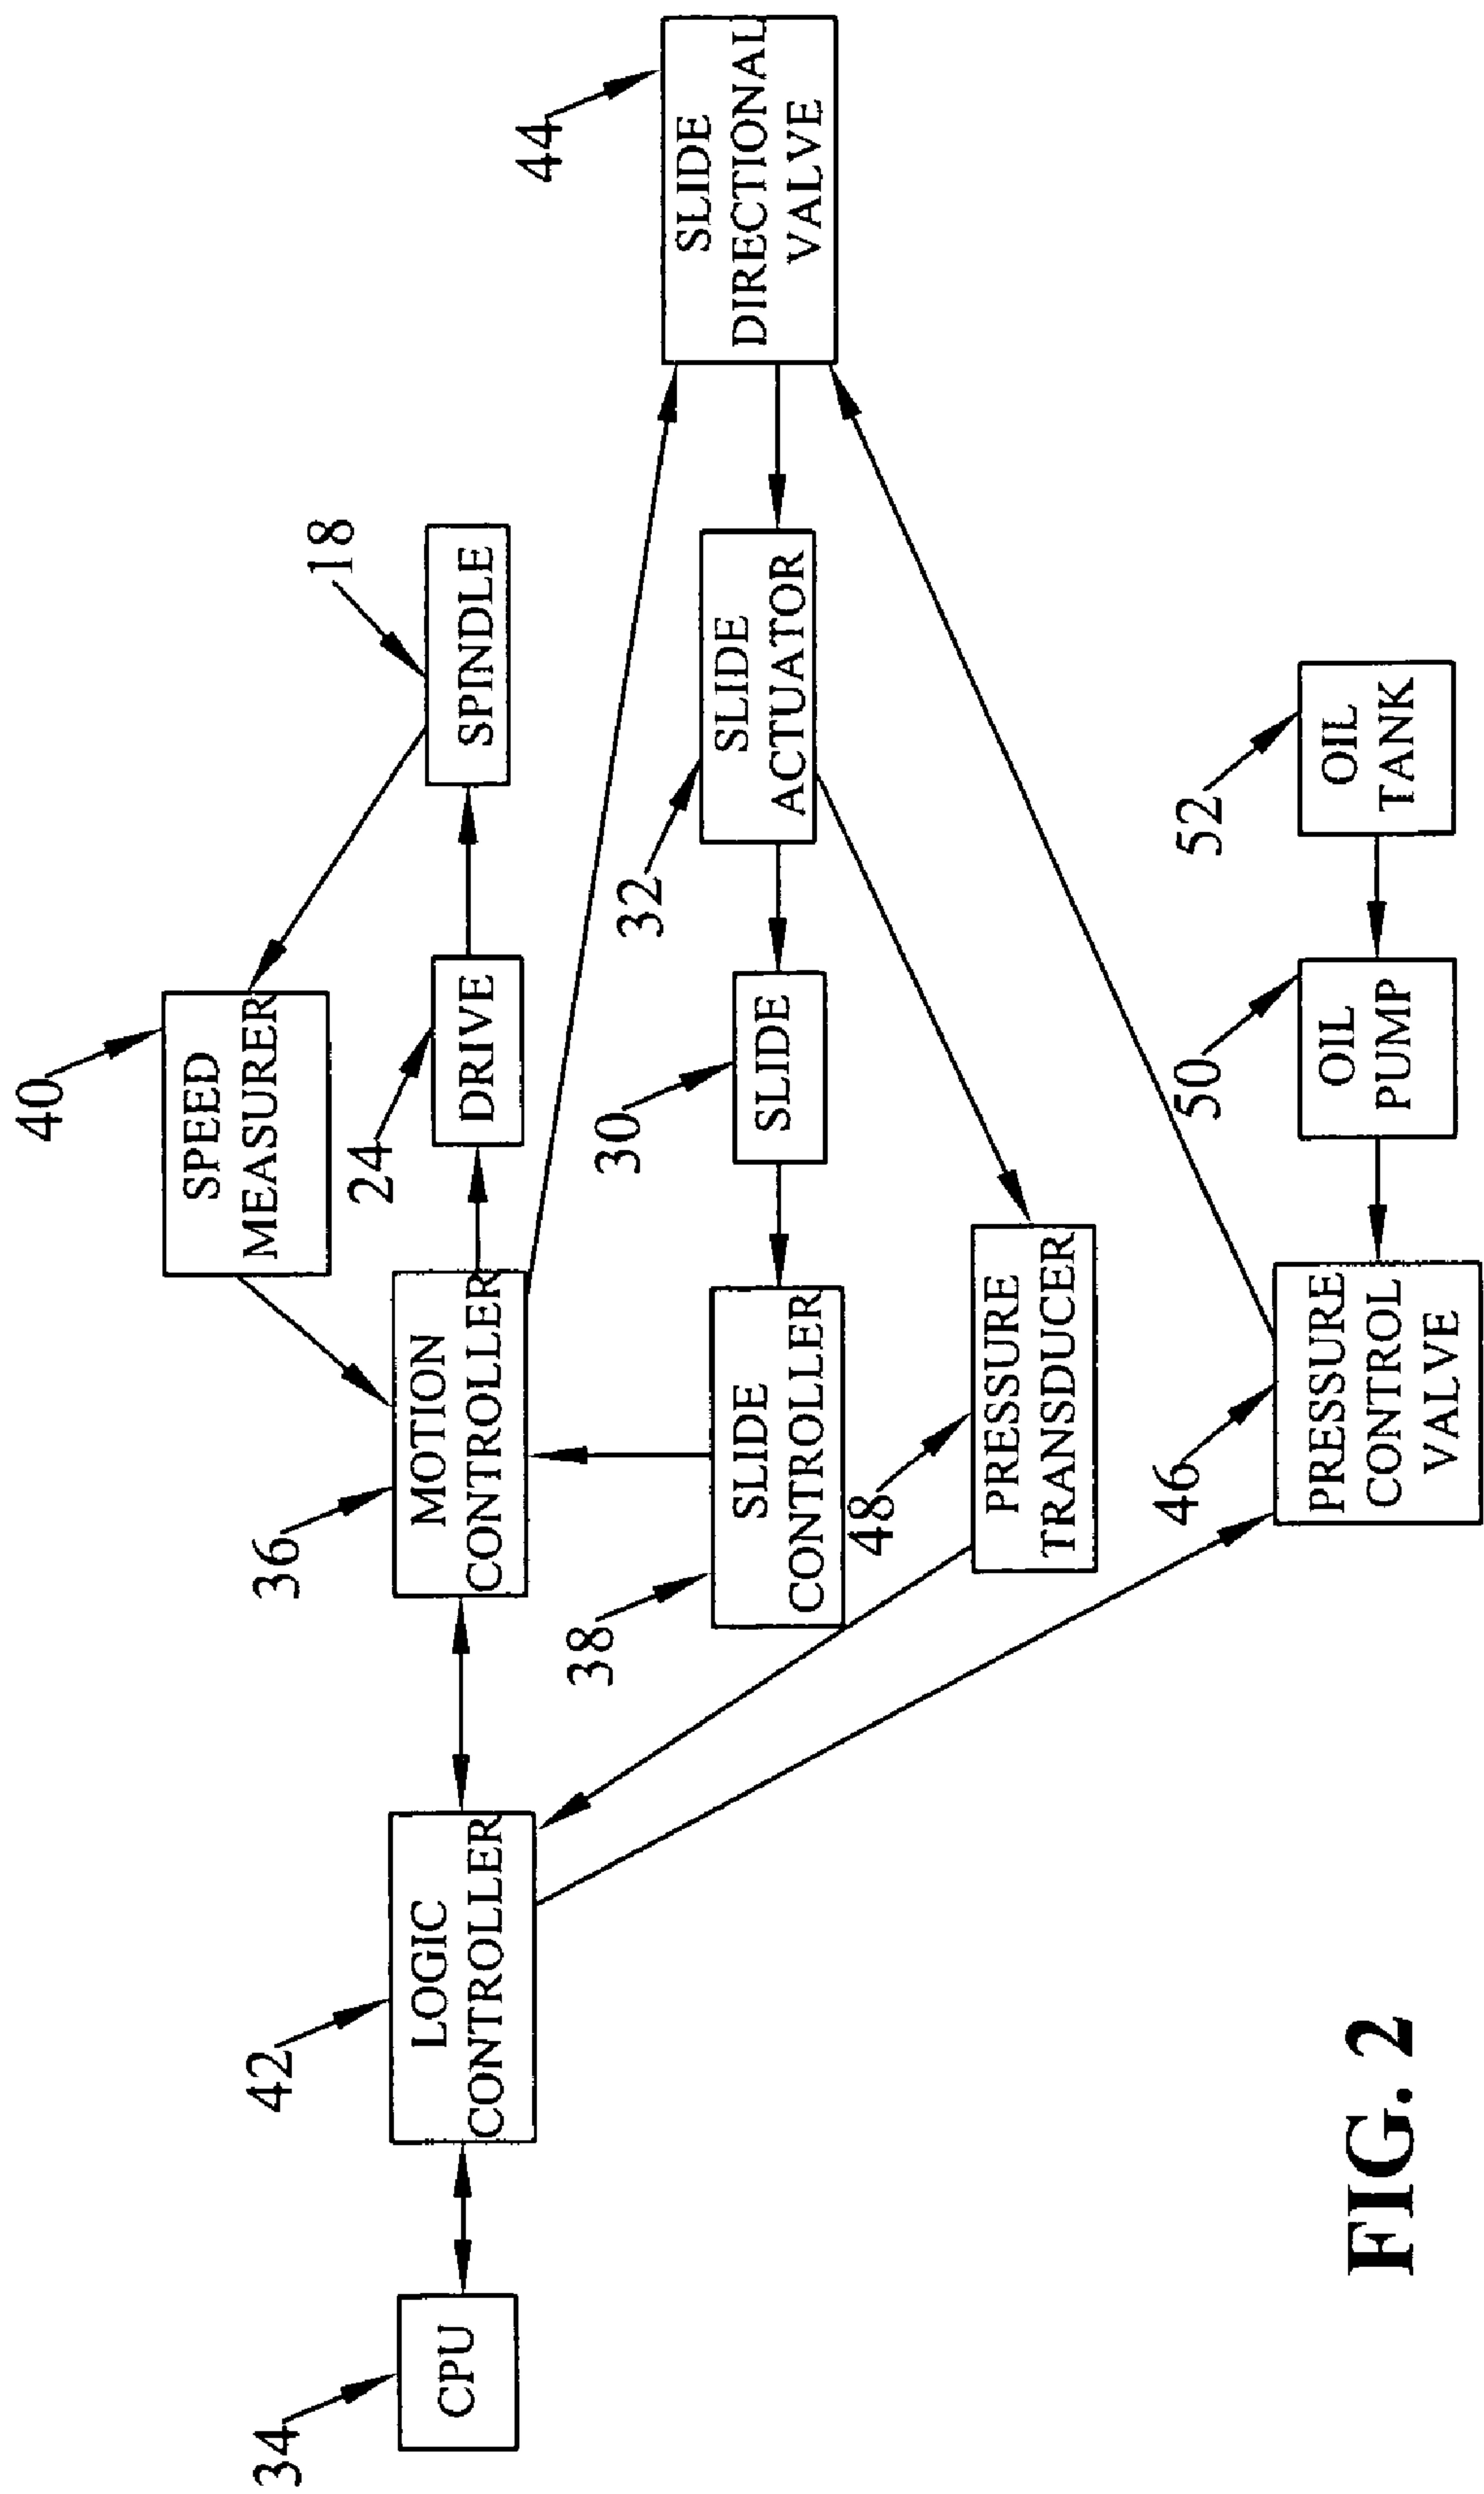 40
SPEED
MEASURER
18
34
CPU
42
LOGIC
CONTROLLER
36
MOTION
CONTROLLER
24
DRIVE
SPINDLE
44
SLIDE
DIRECTIONAL
VALVE
38
SLIDE
CONTROLLER
30
SLIDE
32
SLIDE
ACTUATOR
48
PRESSURE
TRANSDUCER
46
PRESSURE
CONTROL
VALVE
50
OIL
PUMP
52
OIL
TANK
FIG. 2